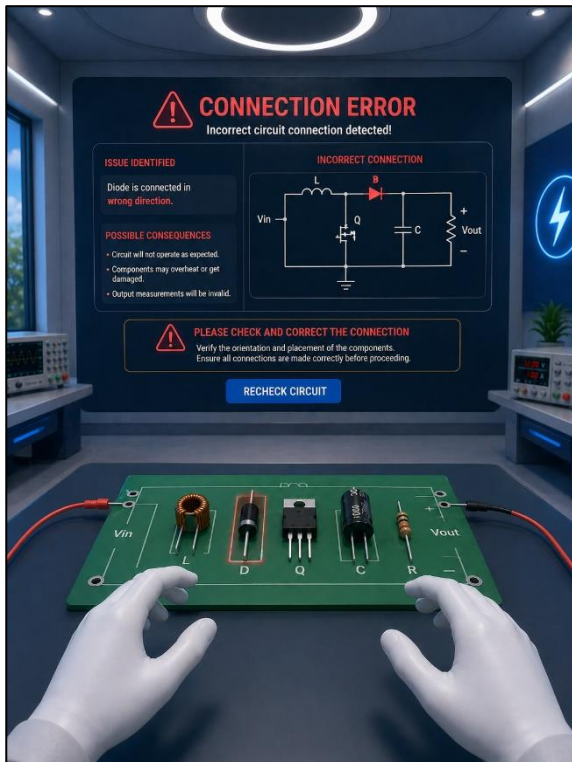 CONNECTION ERROR
Incorrect circuit connection detected!
ISSUE IDENTIFIED
Diode is connected in
wrong direction.
POSSIBLE CONSEQUENCES
• Circuit will not operate as expected.
• Components may overheat or get
damaged.
• Output measurements will be invalid.
INCORRECT CONNECTION
L
B
Vin
Q
C
+
Vout
−
PLEASE CHECK AND CORRECT THE CONNECTION
Verify the orientation and placement of the components.
Ensure all connections are made correctly before proceeding.
RECHECK CIRCUIT
Vin
L
D
Q
C
R
+
Vout
−